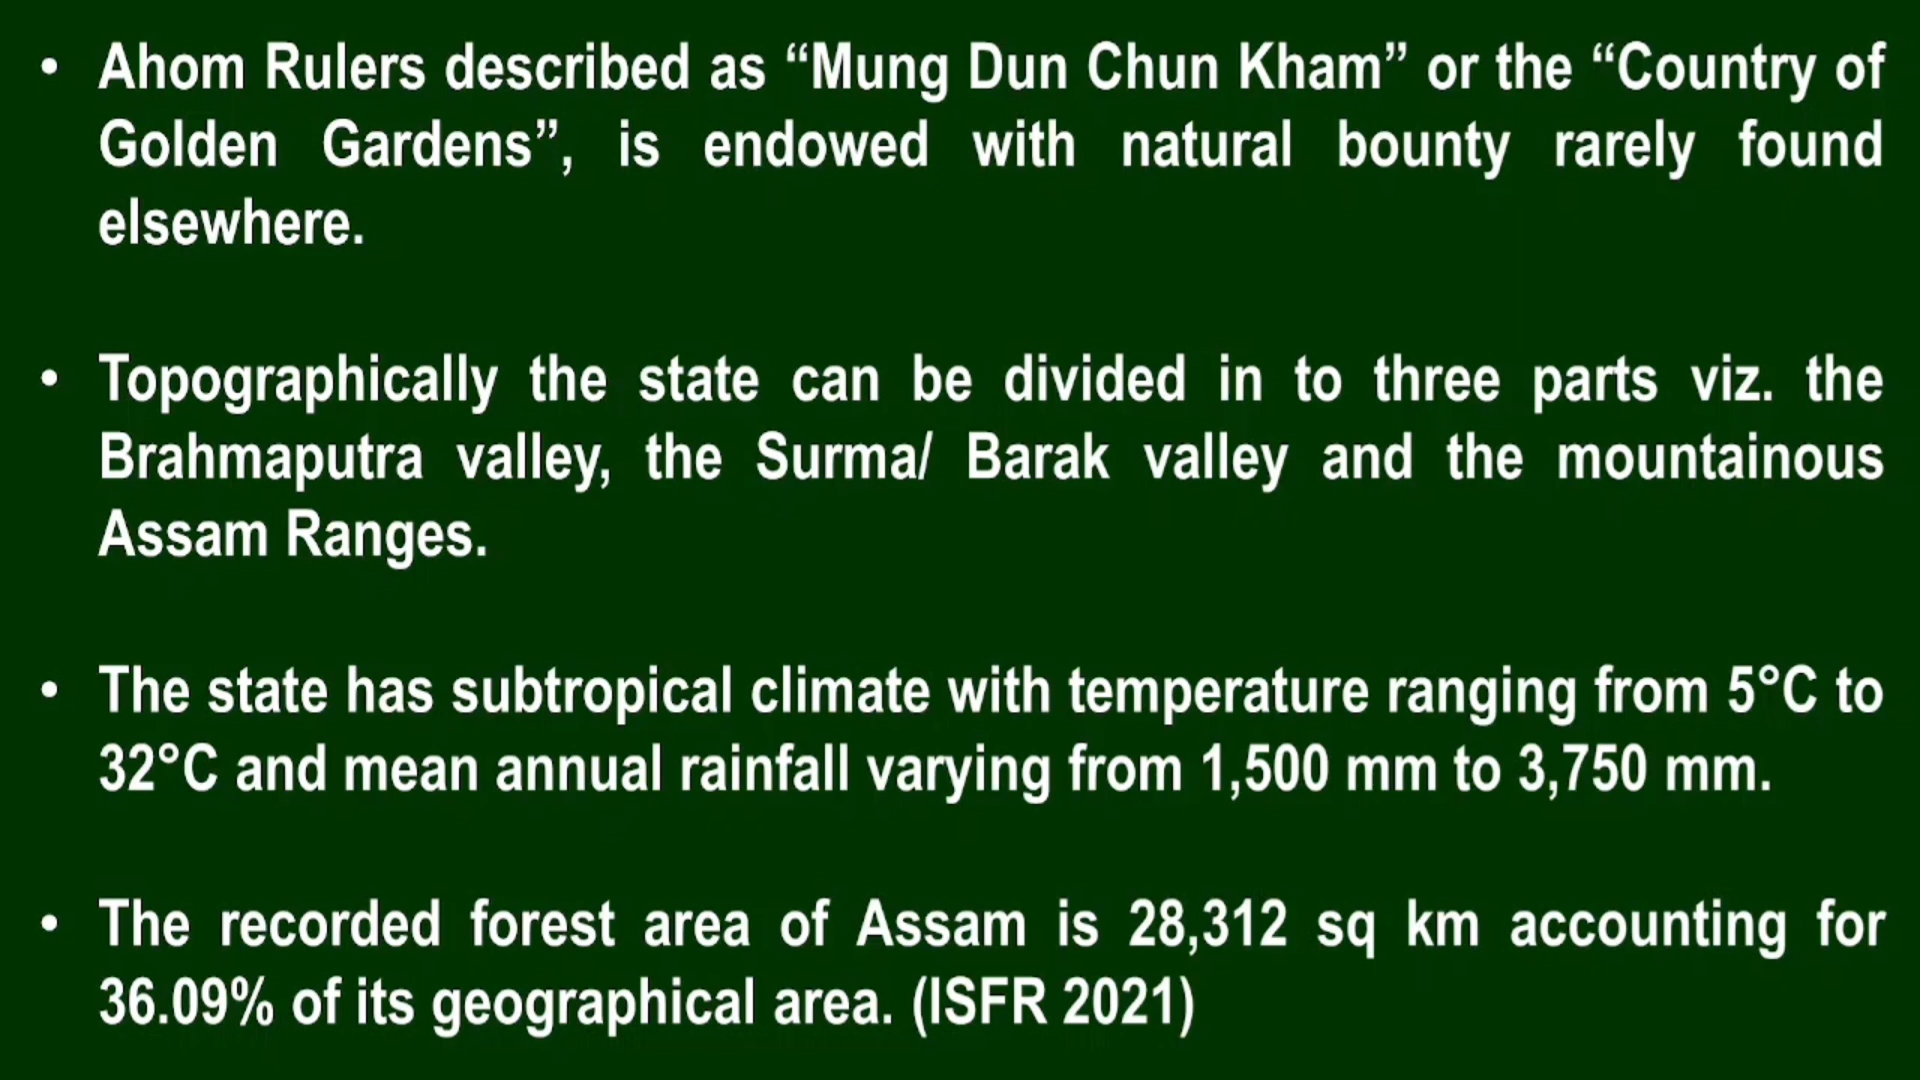 • Ahom Rulers described as “Mung Dun Chun Kham” or the “Country of
Golden Gardens”, is endowed with natural bounty rarely found
elsewhere.
• Topographically the state can be divided in to three parts viz. the
Brahmaputra valley, the Surma/ Barak valley and the mountainous
Assam Ranges.
• The state has subtropical climate with temperature ranging from 5°C to
32°C and mean annual rainfall varying from 1,500 mm to 3,750 mm.
• The recorded forest area of Assam is 28,312 sq km accounting for
36.09% of its geographical area. (ISFR 2021)